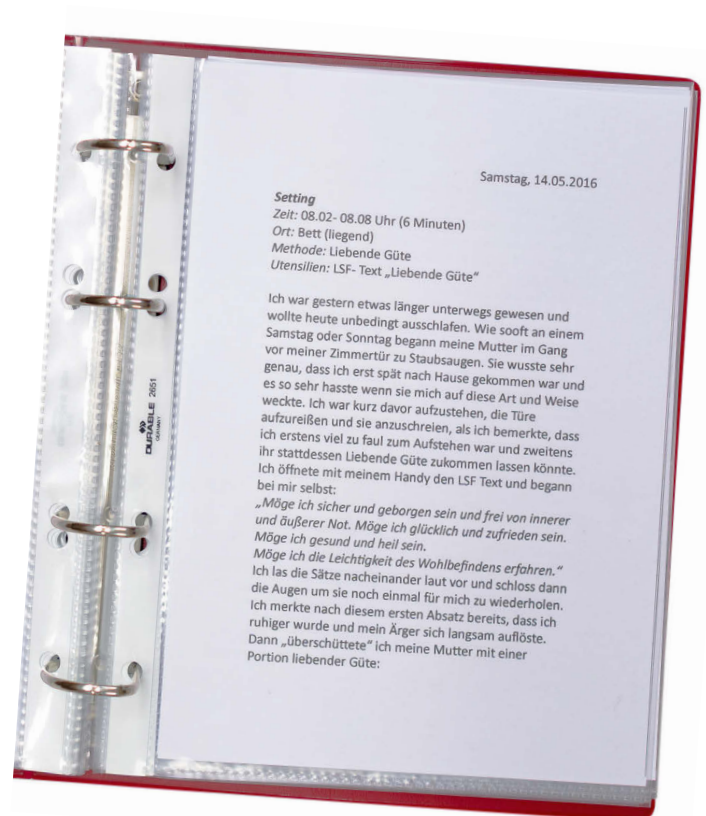 Samstag, 14.05.2016
Setting
Zeit: 08.02- 08.08 Uhr (6 Minuten)
Ort: Bett (liegend)
Methode: Liebende Güte
Utensilien: LSF- Text „Liebende Güte“
Ich war gestern etwas länger unterwegs gewesen und
wollte heute unbedingt ausschlafen. Wie sooft an einem
Samstag oder Sonntag begann meine Mutter im Gang
vor meiner Zimmertür zu Staubsaugen. Sie wusste sehr
genau, dass ich erst spät nach Hause gekommen war und
es so sehr hasste wenn sie mich auf diese Art und Weise
weckte. Ich war kurz davor aufzustehen, die Türe
aufzureißen und sie anzuschreien, als ich bemerkte, dass
ich erstens viel zu faul zum Aufstehen war und zweitens
ihr stattdessen Liebende Güte zukommen lassen könnte.
Ich öffnete mit meinem Handy den LSF Text und begann
bei mir selbst:
„Möge ich sicher und geborgen sein und frei von innerer
und äußerer Not. Möge ich glücklich und zufrieden sein.
Möge ich gesund und heil sein.
Möge ich die Leichtigkeit des Wohlbefindens erfahren.“
Ich las die Sätze nacheinander laut vor und schloss dann
die Augen um sie noch einmal für mich zu wiederholen.
Ich merkte nach diesem ersten Absatz bereits, dass ich
ruhiger wurde und mein Ärger sich langsam auflöste.
Dann „überschüttete“ ich meine Mutter mit einer
Portion liebender Güte:
DURABLE 2651
GERMANY